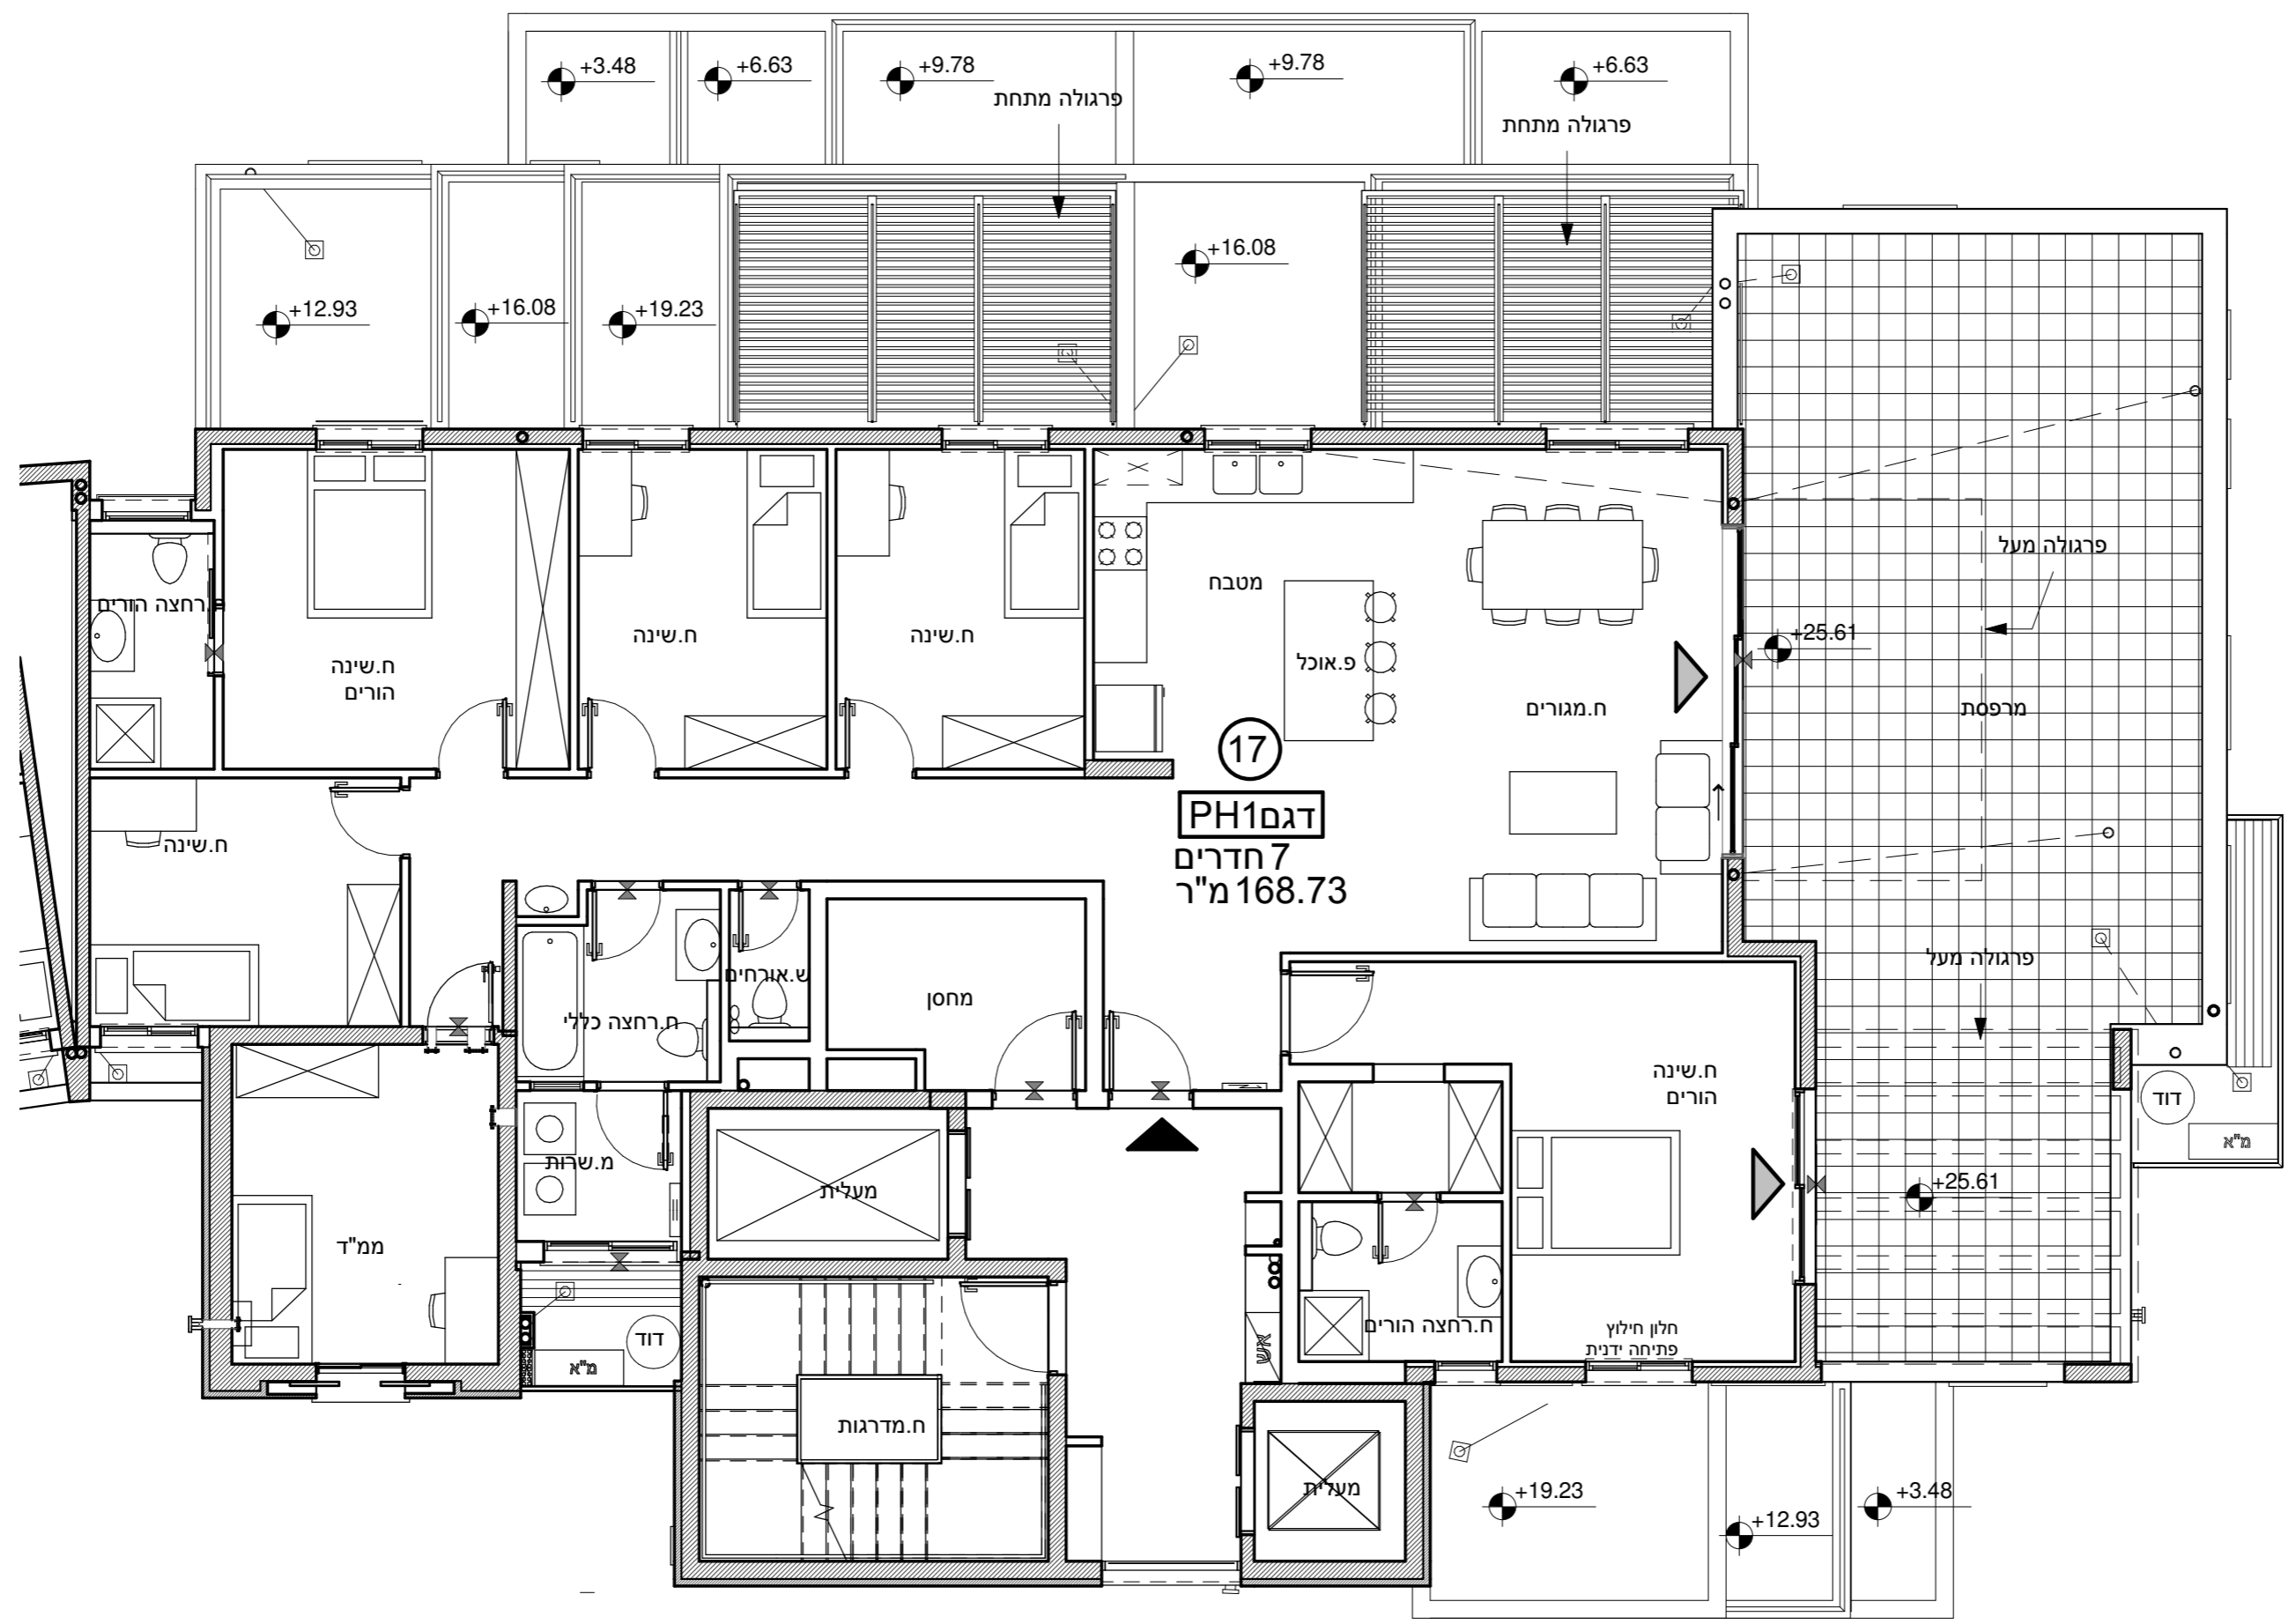 +3.48
+6.63
+9.78
+9.78
+6.63
פרגולה מתחת
פרגולה מתחת
+12.93
+16.08
+19.23
+16.08
ח.רחצה הורים
ח.שינה
הורים
ח.שינה
ח.שינה
מטבח
פ.אוכל
ח.מגורים
פרגולה מעל
+25.61
מרפסת
17
דגם PH1
7 חדרים
168.73 מ"ר
ח.שינה
ח.רחצה כללי
ש.אורחים
מחסן
פרגולה מעל
ח.שינה
הורים
דוד
מ"א
מ.שרות
מעלית
+25.61
ממ"ד
דוד
מ"א
אש
ח.רחצה הורים
חלון חילוץ
פתיחה ידנית
ח.מדרגות
מעלית
+19.23
+12.93
+3.48